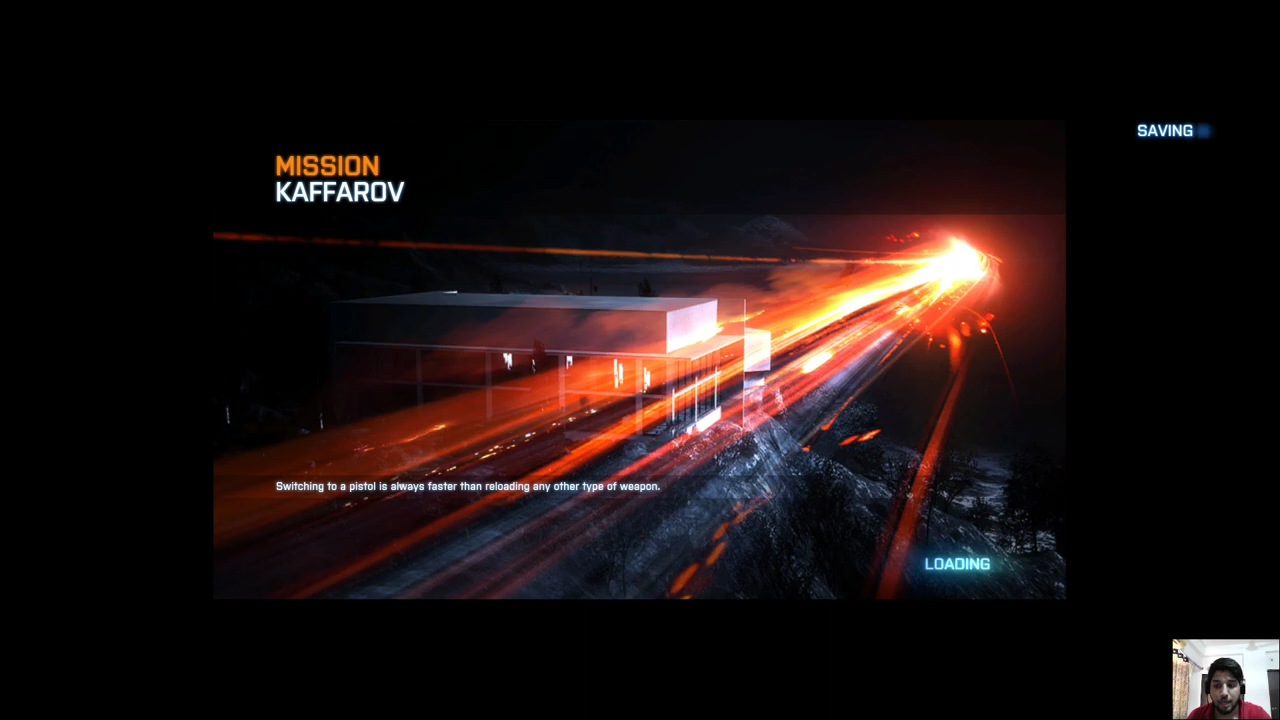 SAVING
MISSION
KAFFAROV
Switching to a pistol is always faster than reloading any other type of weapon.
LOADING